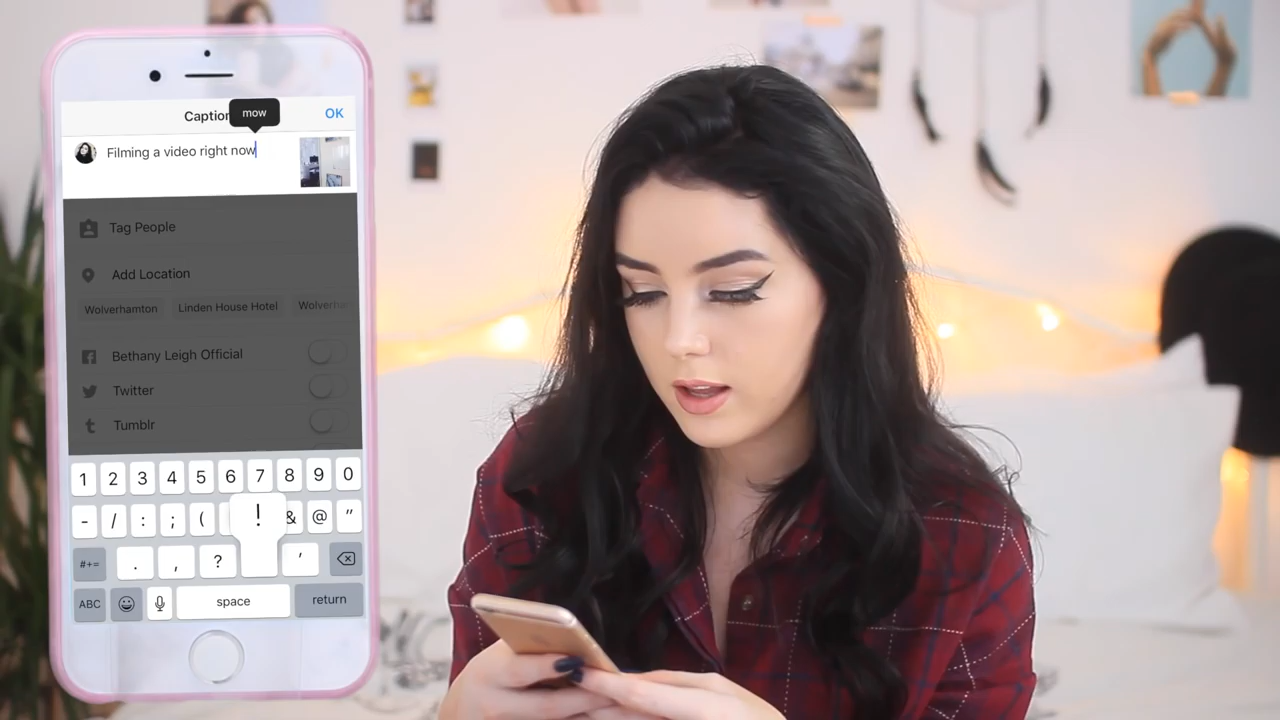 mow
Caption OK
Filming a video right now
Tag People
Add Location
Wolverhamton Linden House Hotel
Bethany Leigh Official
Twitter
Tumblr
1 2 3 4 5 6 7 8 9 0
- / : ; ( ! & @ "
#+= . , ? '
ABC space return